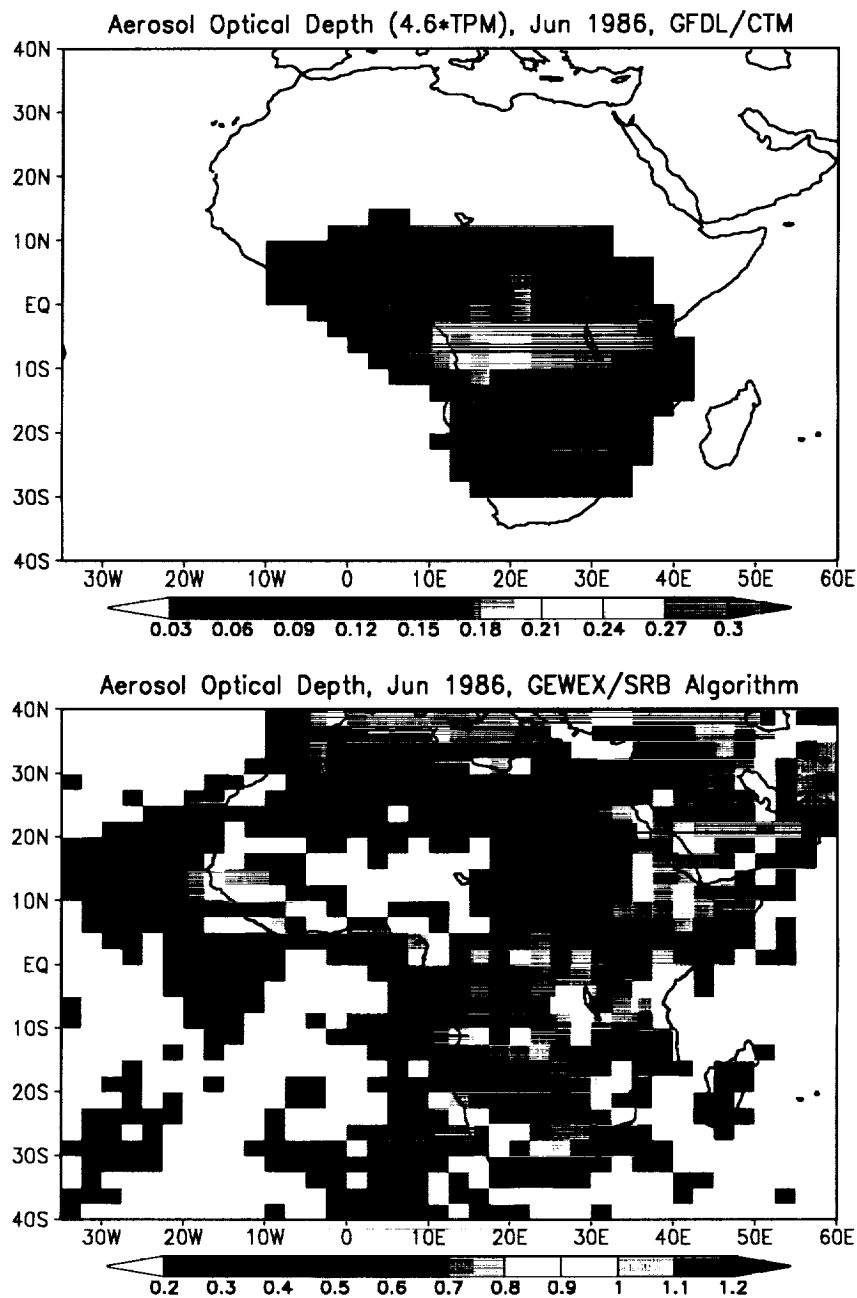 Aerosol Optical Depth (4.6*TPM), Jun 1986, GFDL/CTM
40N
30N
20N
10N
EQ
10S
20S
30S
40S
30W 20W 10W 0 10E 20E 30E 40E 50E 60E
0.03 0.06 0.09 0.12 0.15 0.18 0.21 0.24 0.27 0.3
Aerosol Optical Depth, Jun 1986, GEWEX/SRB Algorithm
40N
30N
20N
10N
EQ
10S
20S
30S
40S
30W 20W 10W 0 10E 20E 30E 40E 50E 60E
0.2 0.3 0.4 0.5 0.6 0.7 0.8 0.9 1 1.1 1.2